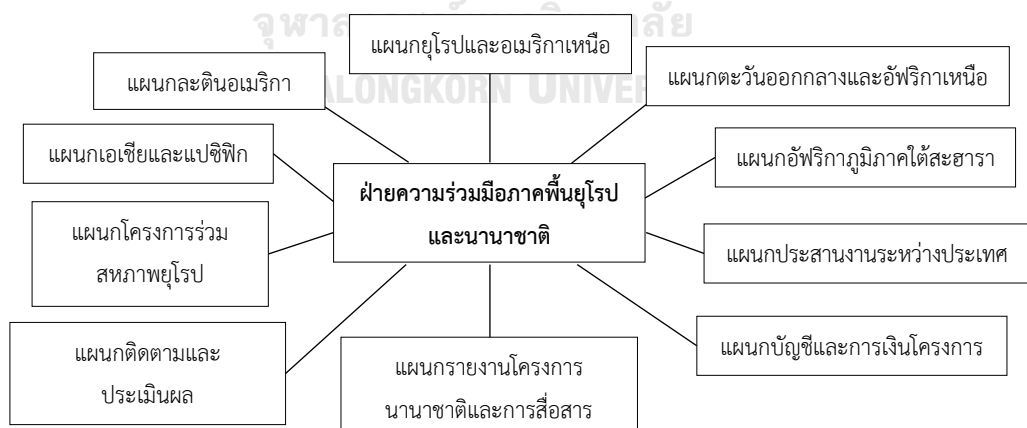 แผนกยุโรปและอเมริกาเหนือ
แผนกละตินอเมริกา
แผนกตะวันออกกลางและอัฟริกาเหนือ
แผนกเอเชียและแปซิฟิก
แผนกอัฟริกาภูมิภาคใต้สะฮารา
ฝ่ายความร่วมมือภาคพื้นยุโรป
และนานาชาติ
แผนกโครงการร่วม
สหภาพยุโรป
แผนกประสานงานระหว่างประเทศ
แผนกติดตามและ
ประเมินผล
แผนกรายงานโครงการ
นานาชาติและการสื่อสาร
แผนกบัญชีและการเงินโครงการ